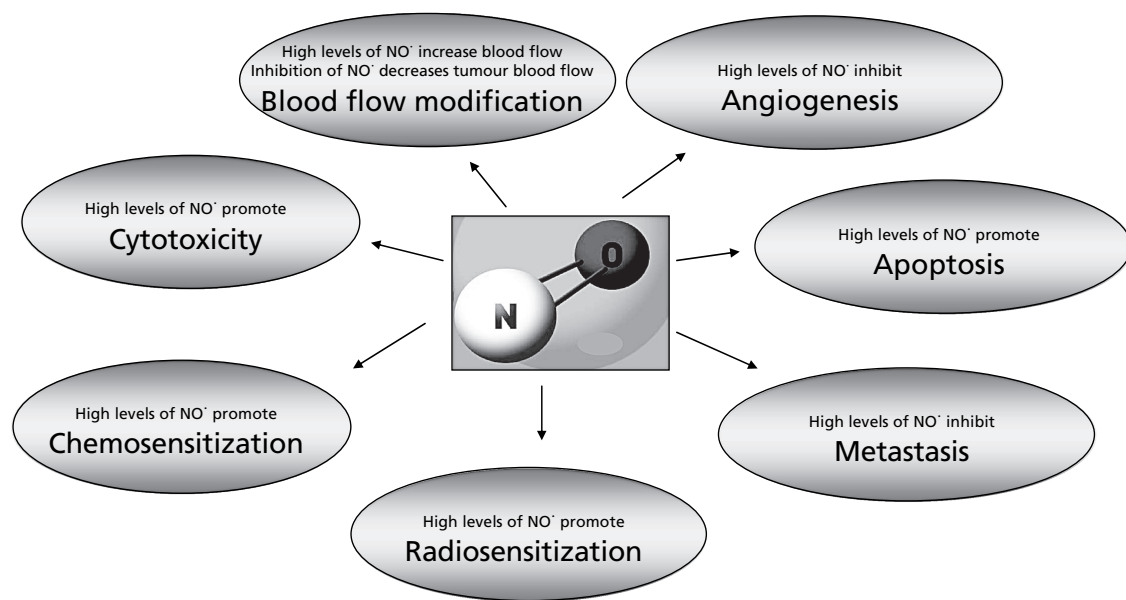 High levels of NO˙ increase blood flow
Inhibition of NO˙ decreases tumour blood flow
Blood flow modification
High levels of NO˙ inhibit
Angiogenesis
High levels of NO˙ promote
Cytotoxicity
High levels of NO˙ promote
Apoptosis
N
O
High levels of NO˙ promote
Chemosensitization
High levels of NO˙ inhibit
Metastasis
High levels of NO˙ promote
Radiosensitization